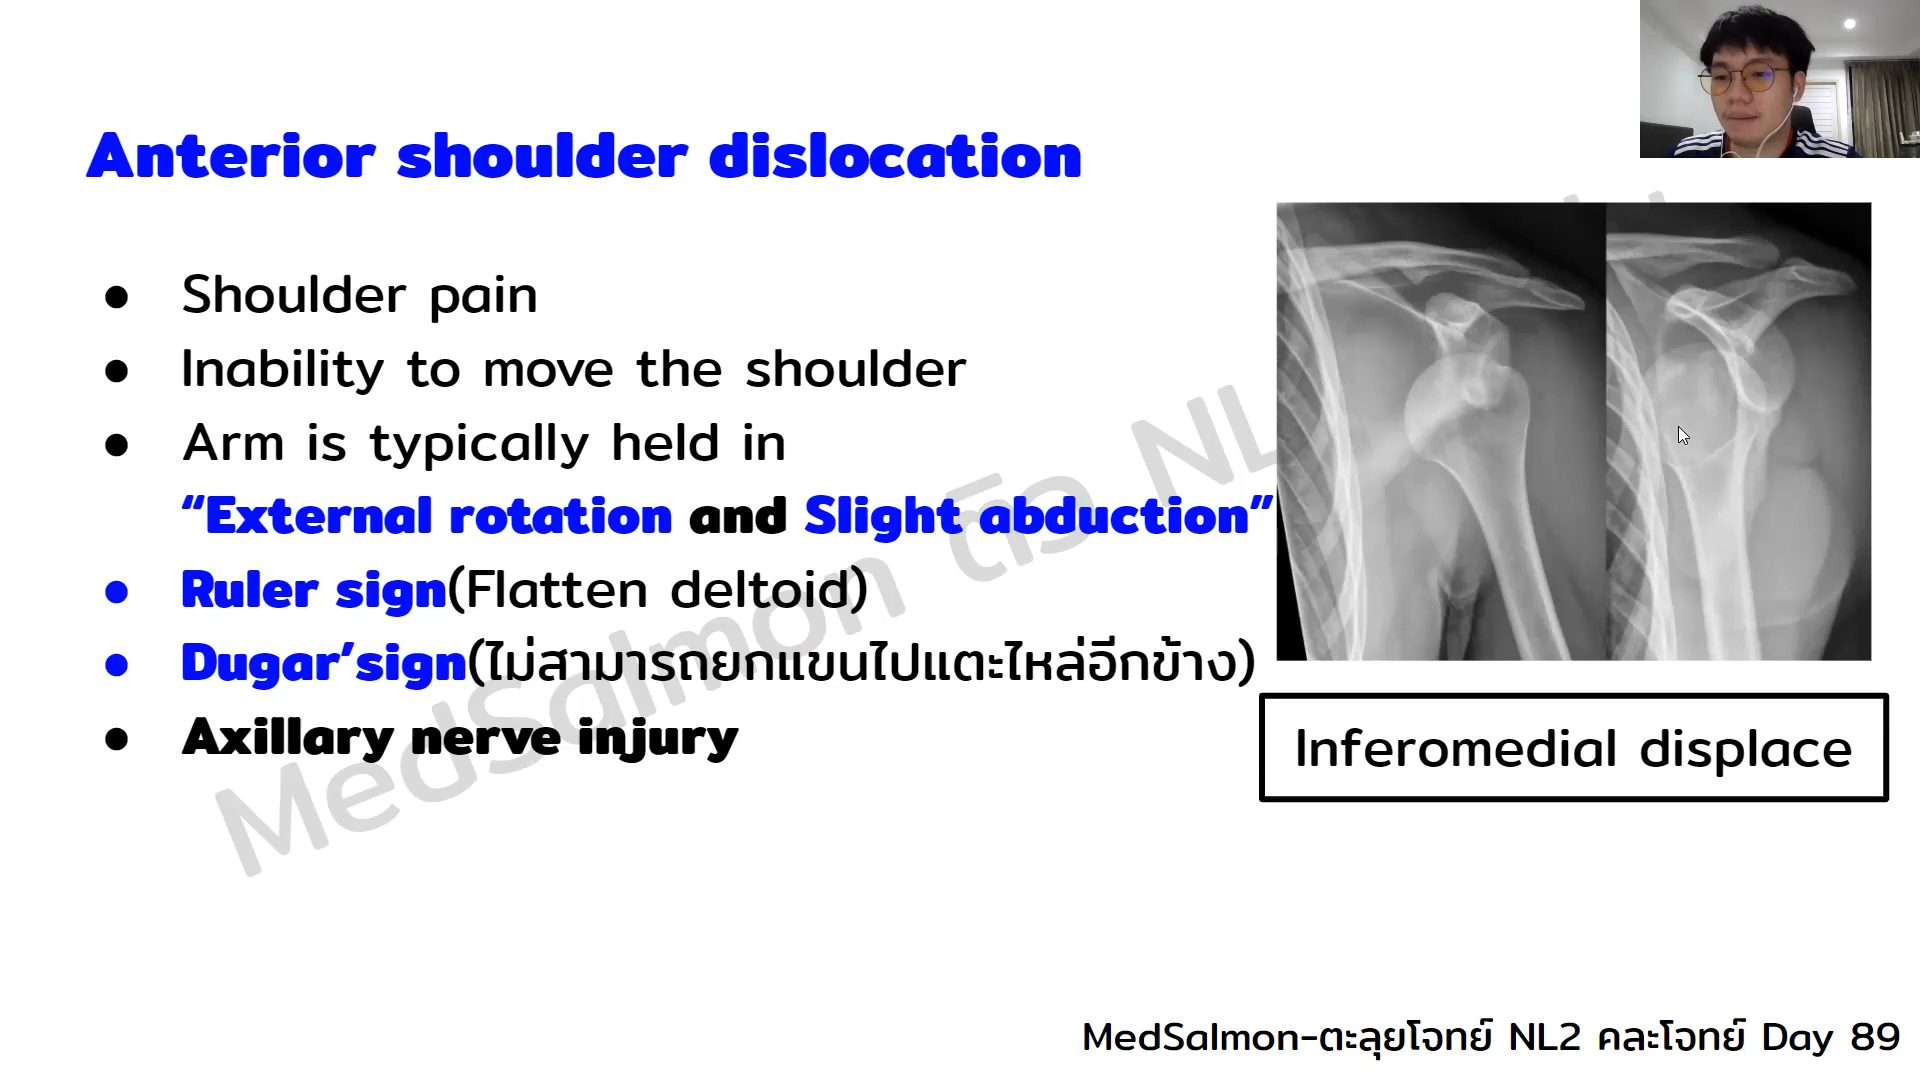 Anterior shoulder dislocation
● Shoulder pain
● Inability to move the shoulder
● Arm is typically held in
“External rotation and Slight abduction”
● Ruler sign(Flatten deltoid)
● Dugar’sign(ไม่สามารถยกแขนไปแตะไหล่อีกข้าง)
● Axillary nerve injury
Inferomedial displace
MedSalmon ติว NL
MedSalmon-ตะลุยโจทย์ NL2 คละโจทย์ Day 89